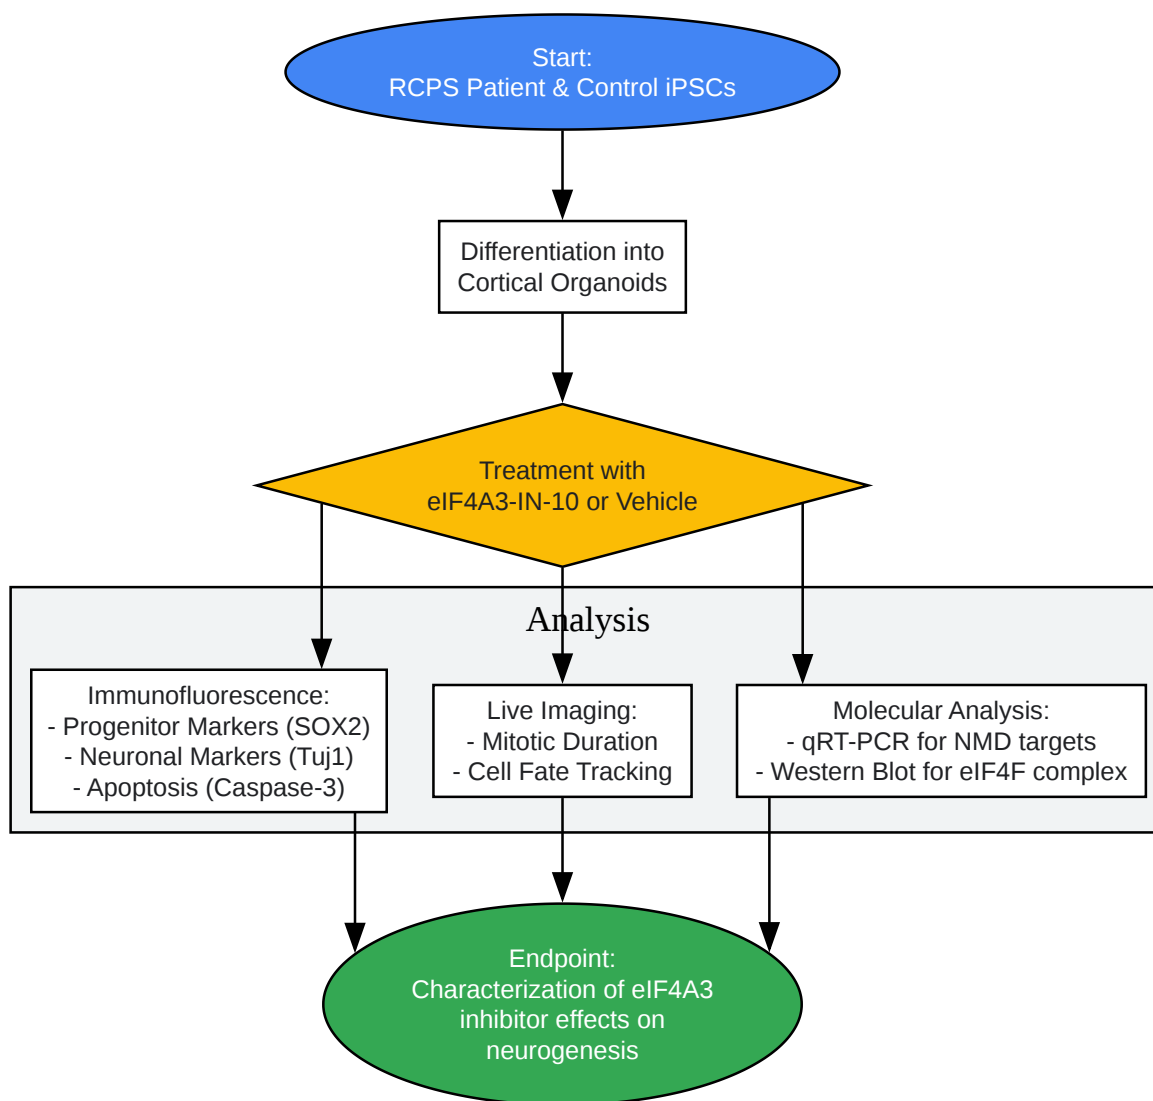 Start:
RCPS Patient & Control iPSCs
Differentiation into
Cortical Organoids
Treatment with
eIF4A3-IN-10 or Vehicle
Analysis
Immunofluorescence:
- Progenitor Markers (SOX2)
- Neuronal Markers (Tuj1)
- Apoptosis (Caspase-3)
Live Imaging:
- Mitotic Duration
- Cell Fate Tracking
Molecular Analysis:
- qRT-PCR for NMD targets
- Western Blot for eIF4F complex
Endpoint:
Characterization of eIF4A3
inhibitor effects on
neurogenesis